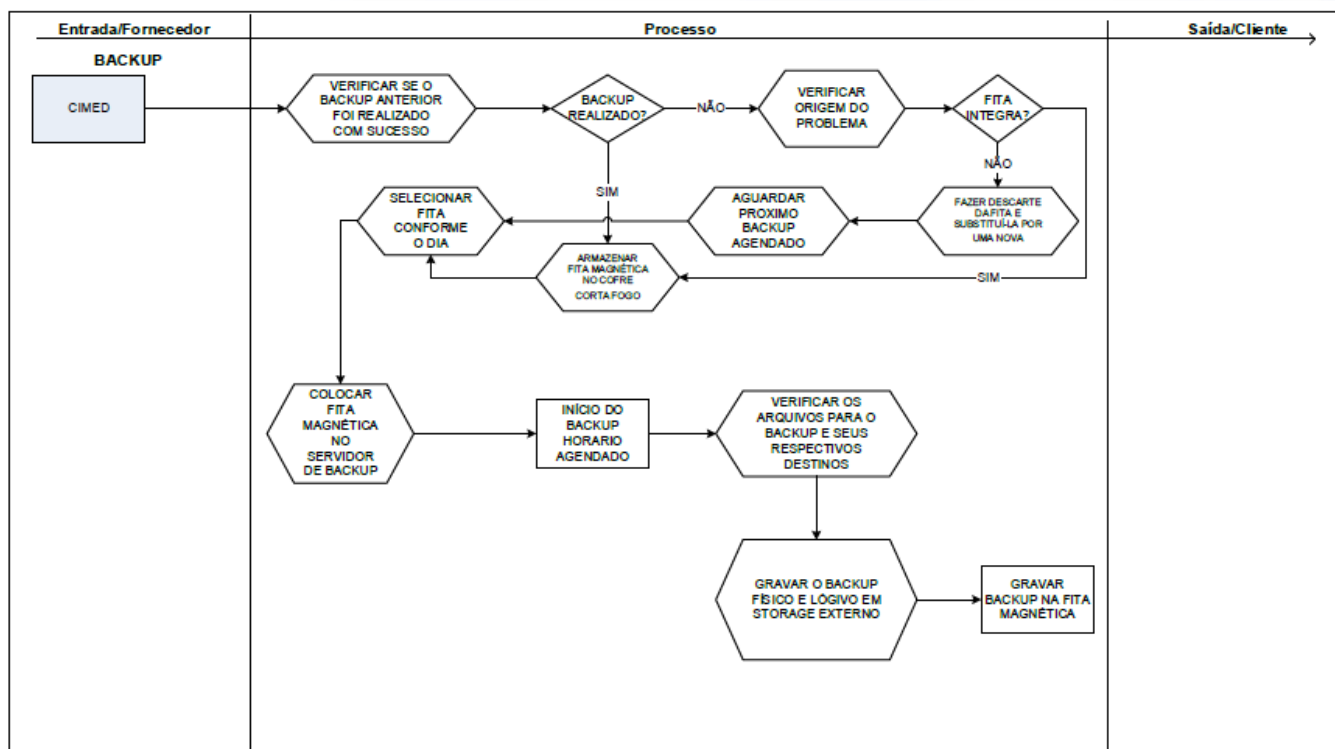 Entrada/Fornecedor
Processo
Saída/Cliente
BACKUP
CIMED
VERIFICAR SE O
BACKUP ANTERIOR
FOI REALIZADO
COM SUCESSO
BACKUP
REALIZADO?
NÃO
VERIFICAR
ORIGEM DO
PROBLEMA
FITA
INTEGRA?
NÃO
SIM
SELECIONAR
FITA
CONFORME
O DIA
AGUARDAR
PROXIMO
BACKUP
AGENDADO
FAZER DESCARTE
DA FITA E
SUBSTITUÍ-LA POR
UMA NOVA
ARMAZENAR
FITA MAGNÉTICA
NO COFRE
CORTA FOGO
SIM
COLOCAR
FITA
MAGNÉTICA
NO
SERVIDOR
DE BACKUP
INÍCIO DO
BACKUP
HORARIO
AGENDADO
VERIFICAR OS
ARQUIVOS PARA O
BACKUP E SEUS
RESPECTIVOS
DESTINOS
GRAVAR O BACKUP
FÍSICO E LÓGIVO EM
STORAGE EXTERNO
GRAVAR
BACKUP NA FITA
MAGNÉTICA